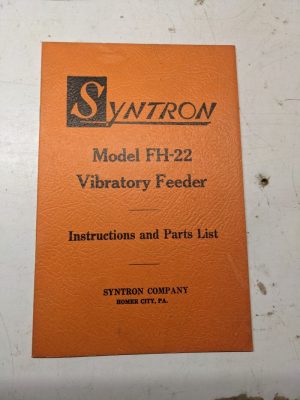 SYNTRON
Model FH-22
Vibratory Feeder
Instructions and Parts List
SYNTRON COMPANY
HOMER CITY, PA.